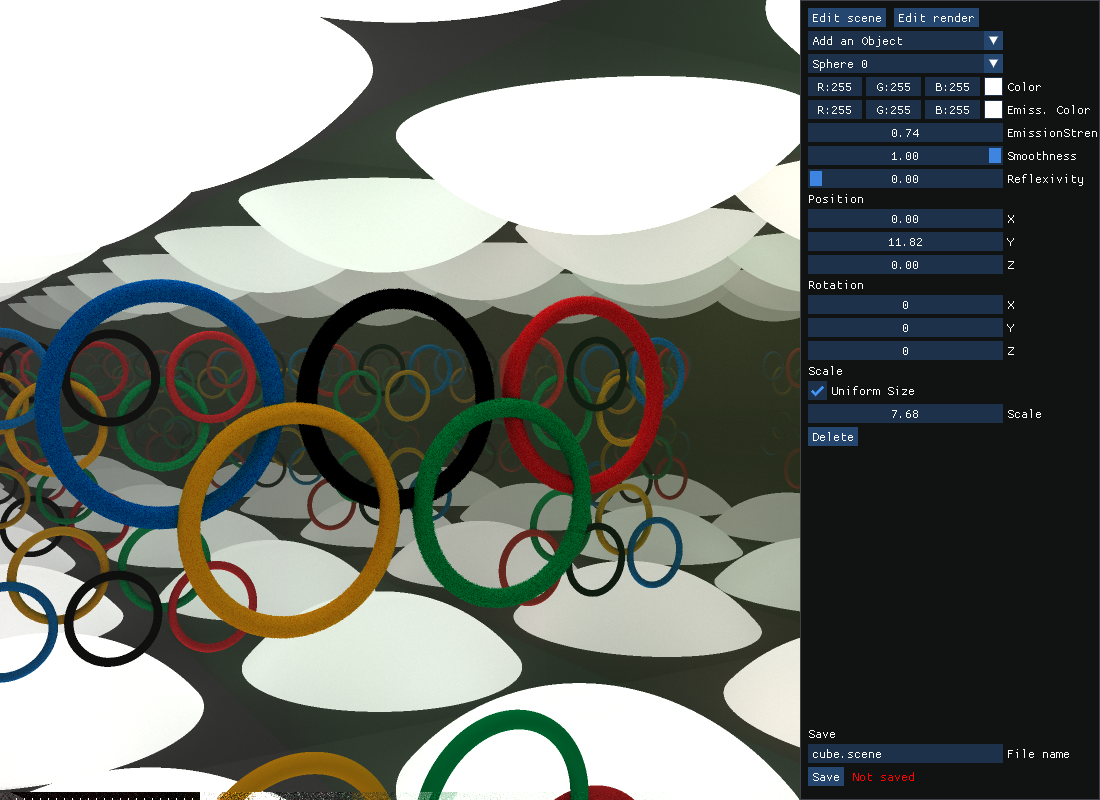 Edit scene Edit render
Add an Object
Sphere 0
R:255 G:255 B:255 Color
R:255 G:255 B:255 Emiss. Color
0.74 EmissionStren
1.00 Smoothness
0.00 Reflexivity
Position
0.00 X
11.82 Y
0.00 Z
Rotation
0 X
0 Y
0 Z
Scale
Uniform Size
7.68 Scale
Delete
Save
cube.scene File name
Save Not saved